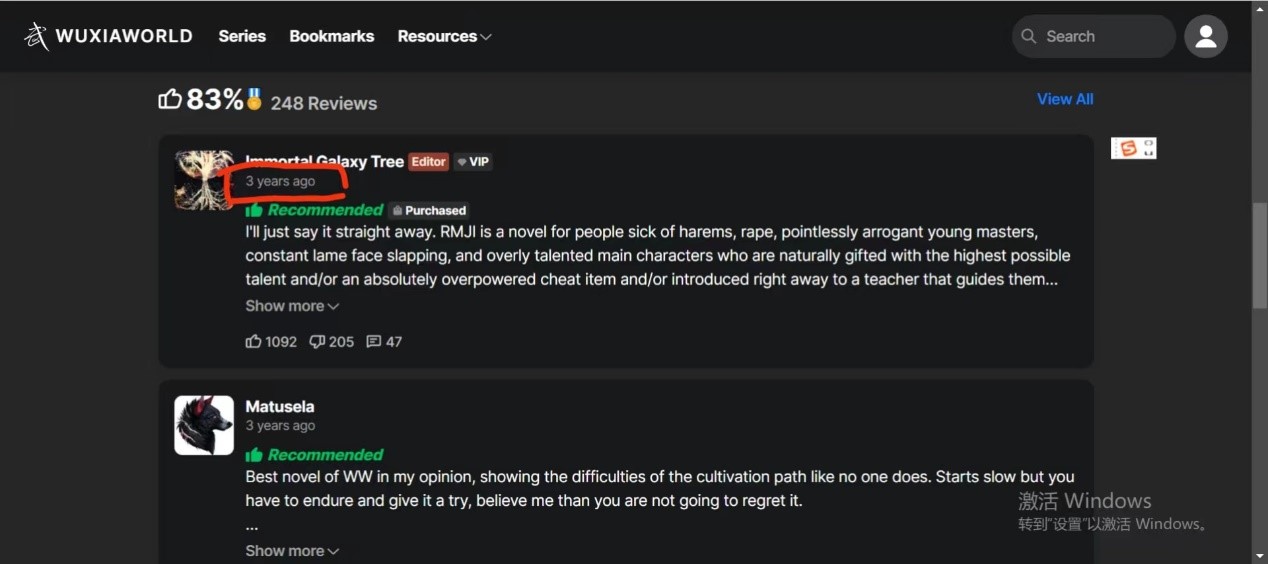 WUXIAWORLD Series Bookmarks Resources Search
83% 248 Reviews View All
Immortal Galaxy Tree Editor VIP
3 years ago
Recommended Purchased
I'll just say it straight away. RMJI is a novel for people sick of harems, rape, pointlessly arrogant young masters,
constant lame face slapping, and overly talented main characters who are naturally gifted with the highest possible
talent and/or an absolutely overpowered cheat item and/or introduced right away to a teacher that guides them...
Show more
1092 205 47
Matusela
3 years ago
Recommended
Best novel of WW in my opinion, showing the difficulties of the cultivation path like no one does. Starts slow but you
have to endure and give it a try, believe me than you are not going to regret it.
...
Show more
激活 Windows
转到"设置"以激活 Windows。